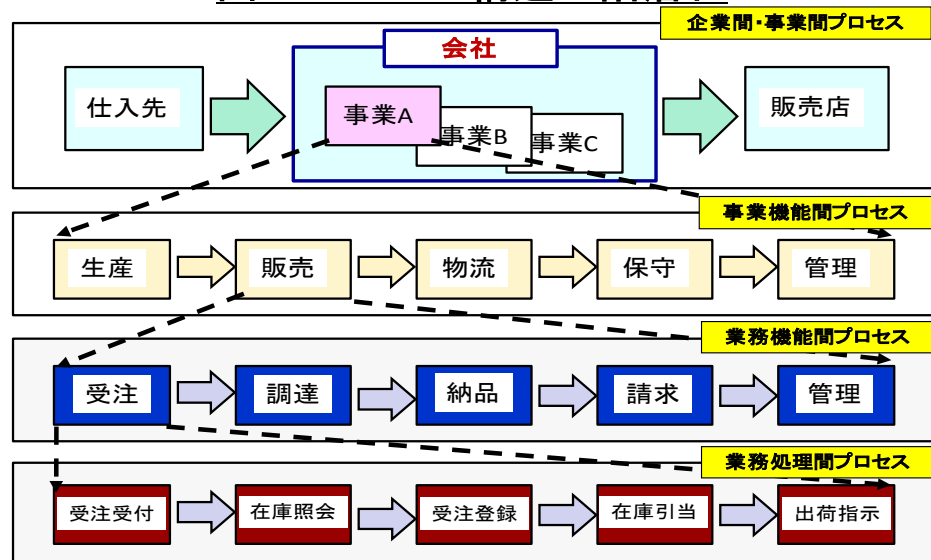 企業間・事業間プロセス
会社
仕入先
事業A
事業B
事業C
販売店
事業機能間プロセス
生産
販売
物流
保守
管理
業務機能間プロセス
受注
調達
納品
請求
管理
業務処理間プロセス
受注受付
在庫照会
受注登録
在庫引当
出荷指示